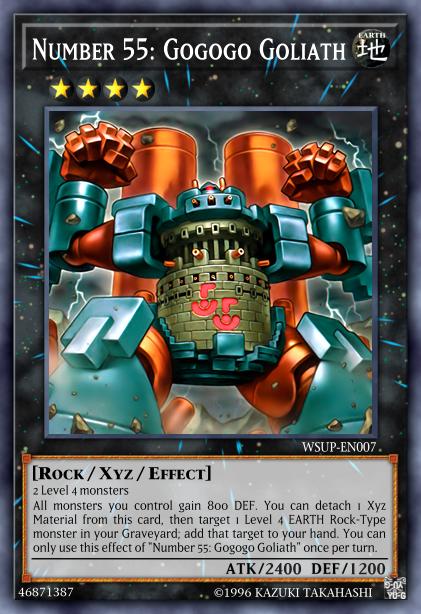 NUMBER 55: GOGOGO GOLIATH
EARTH
地
WSUP-EN007
[ROCK / XYZ / EFFECT]
2 Level 4 monsters
All monsters you control gain 800 DEF. You can detach 1 Xyz
Material from this card, then target 1 Level 4 EARTH Rock-Type
monster in your Graveyard; add that target to your hand. You can
only use this effect of "Number 55: Gogogo Goliath" once per turn.
ATK/2400 DEF/1200
46871387
©1996 KAZUKI TAKAHASHI